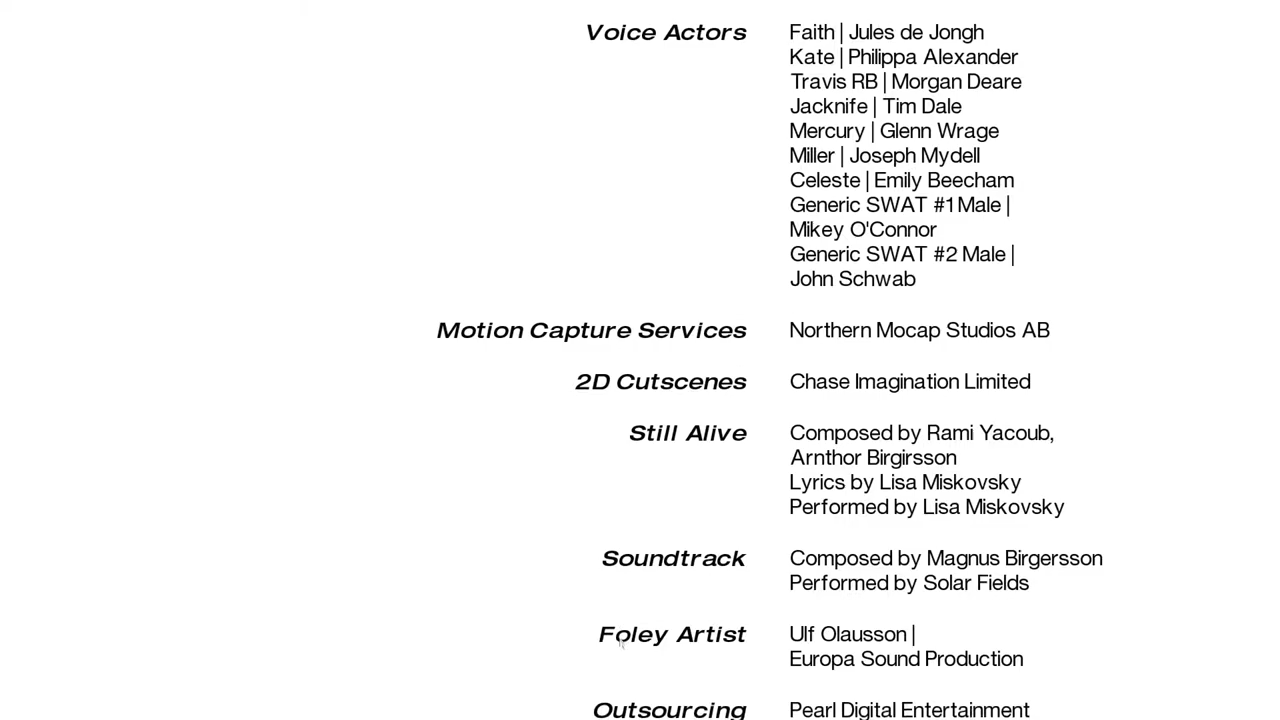 Voice Actors Faith | Jules de Jongh
Kate | Philippa Alexander
Travis RB | Morgan Deare
Jacknife | Tim Dale
Mercury | Glenn Wrage
Miller | Joseph Mydell
Celeste | Emily Beecham
Generic SWAT #1 Male |
Mikey O'Connor
Generic SWAT #2 Male |
John Schwab
Motion Capture Services Northern Mocap Studios AB
2D Cutscenes Chase Imagination Limited
Still Alive Composed by Rami Yacoub,
Arnthor Birgirsson
Lyrics by Lisa Miskovsky
Performed by Lisa Miskovsky
Soundtrack Composed by Magnus Birgersson
Performed by Solar Fields
Foley Artist Ulf Olausson |
Europa Sound Production
Outsourcing Pearl Digital Entertainment